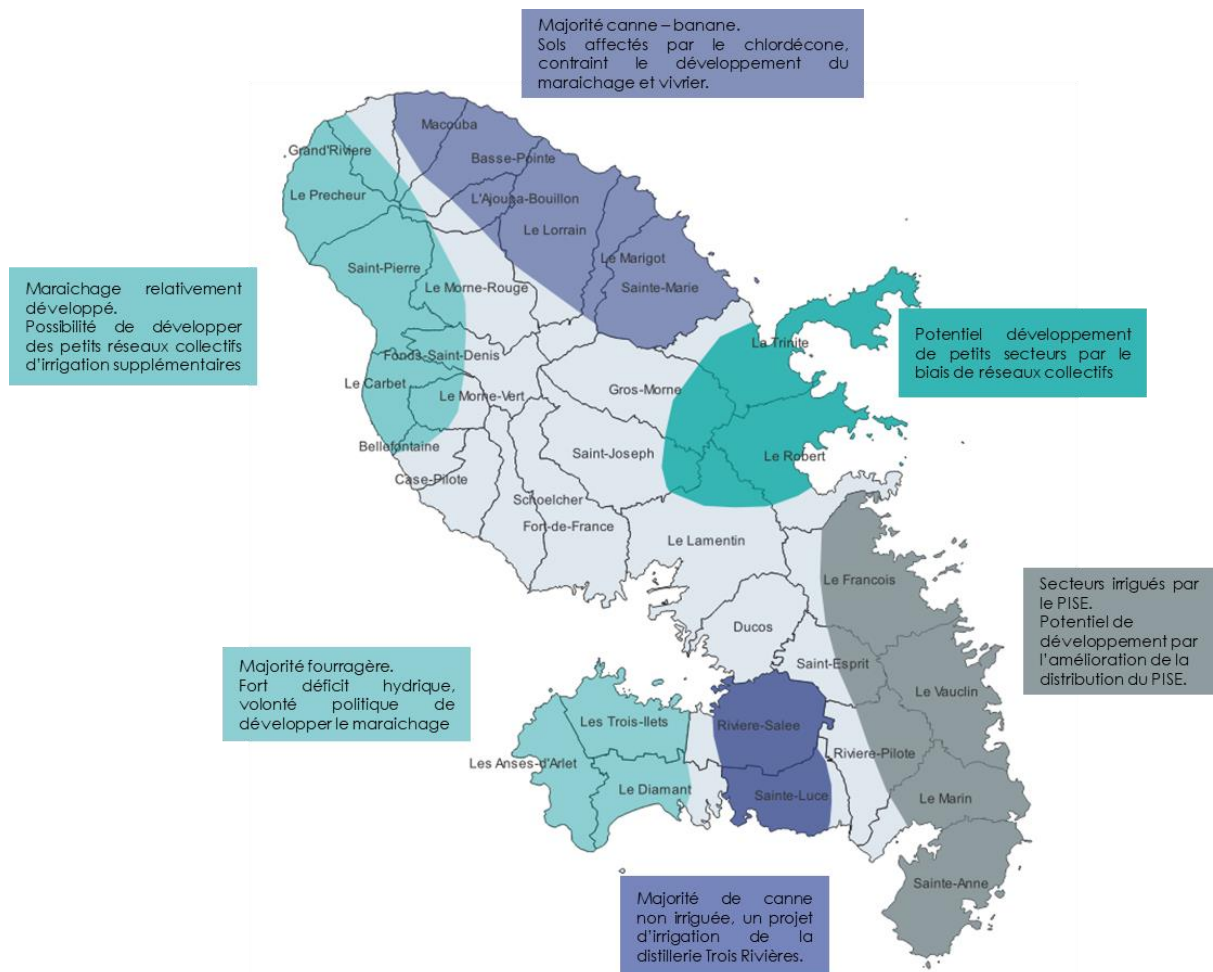 Majorité canne – banane.
Sols affectés par le chlordécone,
contraint le développement du
maraichage et vivrier.
Macouba
Grand'Riviere
Basse-Pointe
Le Precheur
L'Ajoupa-Bouillon
Le Lorrain
Le Marigot
Saint-Pierre
Sainte-Marie
Le Morne-Rouge
Maraichage relativement
développé.
Possibilité de développer
des petits réseaux collectifs
d'irrigation supplémentaires
La Trinite
Potentiel développement
de petits secteurs par le
biais de réseaux collectifs
Fonds-Saint-Denis
Le Carbet
Gros-Morne
Le Morne-Vert
Bellefontaine
Saint-Joseph
Le Robert
Case-Pilote
Schoelcher
Fort-de-France
Le Lamentin
Le Francois
Secteurs irrigués par
le PISE.
Potentiel de
développement par
l'amélioration de la
distribution du PISE.
Ducos
Saint-Esprit
Majorité fourragère.
Fort déficit hydrique,
volonté politique de
développer le maraichage
Le Vauclin
Les Trois-Ilets
Riviere-Salee
Riviere-Pilote
Les Anses-d'Arlet
Le Diamant
Sainte-Luce
Le Marin
Sainte-Anne
Majorité de canne
non irriguée, un projet
d'irrigation de la
distillerie Trois Rivières.